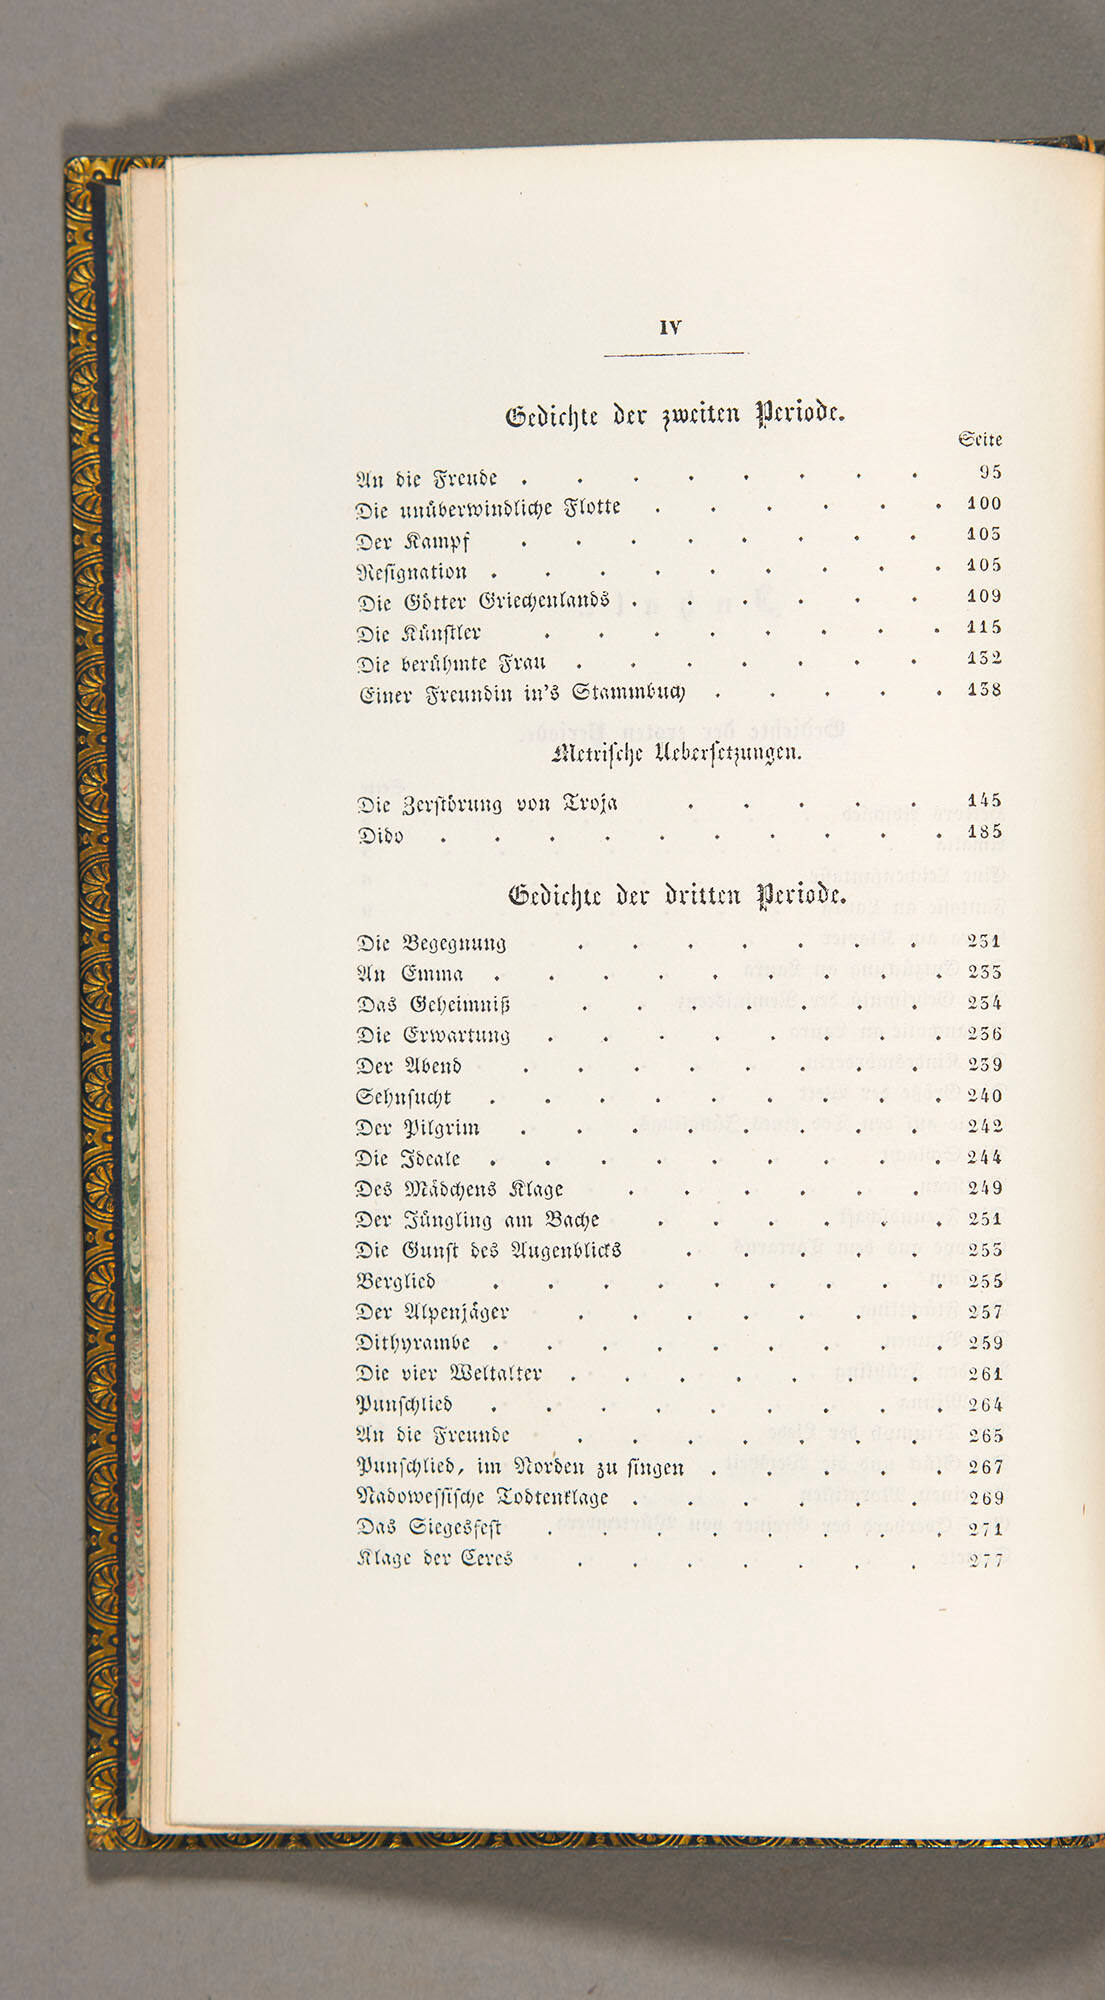 IV
Gedichte der zweiten Periode.
Seite
An die Freude . . . . . . . . 95
Die unüberwindliche Flotte . . . . . . 100
Der Kampf . . . . . . . . 103
Resignation . . . . . . . . . 105
Die Götter Griechenlands . . . . . . 109
Die Künstler . . . . . . . . 115
Die berühmte Frau . . . . . . . 132
Einer Freundin in's Stammbuch . . . . . 138
Metrische Uebersetzungen.
Die Zerstörung von Troja . . . . . 145
Dido . . . . . . . . . . 185
Gedichte der dritten Periode.
Die Begegnung . . . . . . . 231
An Emma . . . . . . . . . 233
Das Geheimniß . . . . . . . 234
Die Erwartung . . . . . . . . 236
Der Abend . . . . . . . . 239
Sehnsucht . . . . . . . . . 240
Der Pilgrim . . . . . . . . 242
Die Ideale . . . . . . . . . 244
Des Mädchens Klage . . . . . . 249
Der Jüngling am Bache . . . . . . 251
Die Gunst des Augenblicks . . . . . 253
Berglied . . . . . . . . . 255
Der Alpenjäger . . . . . . . 257
Dithyrambe . . . . . . . . . 259
Die vier Weltalter . . . . . . . 261
Punschlied . . . . . . . . . 264
An die Freunde . . . . . . . 265
Punschlied, im Norden zu singen . . . . . 267
Nadowessische Todtenklage . . . . . . 269
Das Siegesfest . . . . . . . . 271
Klage der Ceres . . . . . . . 277